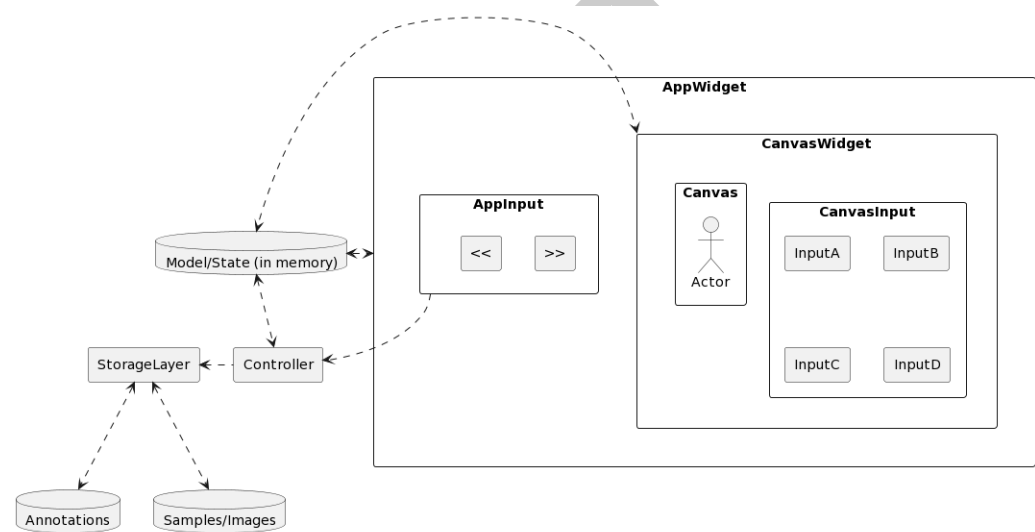 AppWidget
CanvasWidget
Canvas
AppInput
CanvasInput
<< >>
InputA InputB
Model/State (in memory)
Actor
StorageLayer
Controller
InputC InputD
Annotations
Samples/Images